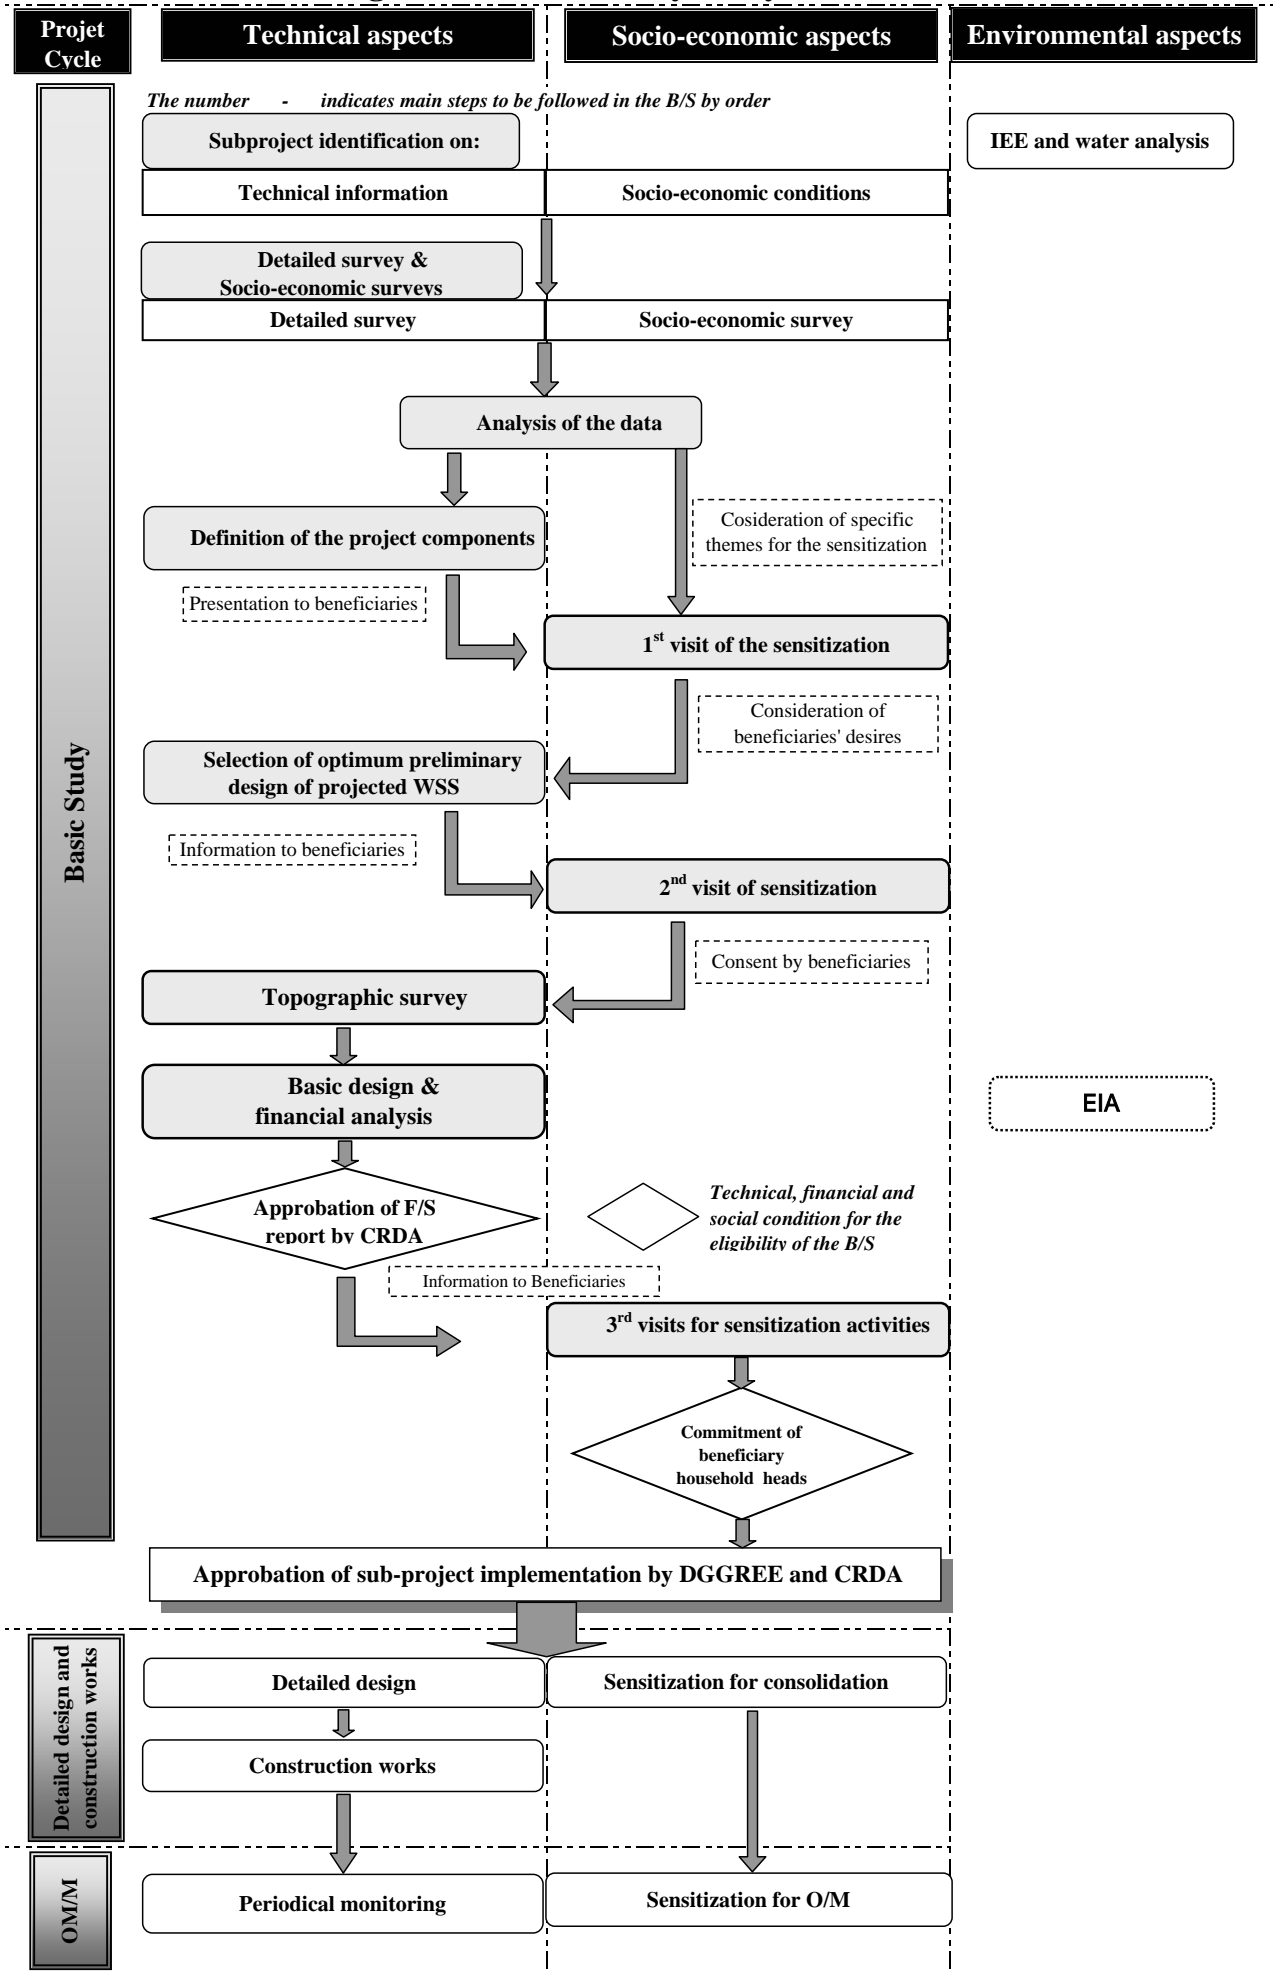 Projet
Cycle
Technical aspects
Socio-economic aspects
Environmental aspects
The number - indicates main steps to be followed in the B/S by order
Subproject identification on:
IEE and water analysis
Technical information
Socio-economic conditions
Detailed survey &
Socio-economic surveys
Detailed survey
Socio-economic survey
Analysis of the data
Cosideration of specific
themes for the sensitization
Definition of the project components
Presentation to beneficiaries
1st visit of the sensitization
Consideration of
beneficiaries' desires
Selection of optimum preliminary
design of projected WSS
Information to beneficiaries
2nd visit of sensitization
Consent by beneficiaries
Topographic survey
Basic design &
financial analysis
EIA
Approbation of F/S
report by CRDA
Technical, financial and
social condition for the
eligibility of the B/S
Information to Beneficiaries
3rd visits for sensitization activities
Commitment of
beneficiary
household heads
Basic Study
Approbation of sub-project implementation by DGGREE and CRDA
Detailed design and
construction works
Detailed design
Sensitization for consolidation
Construction works
OM/M
Periodical monitoring
Sensitization for O/M